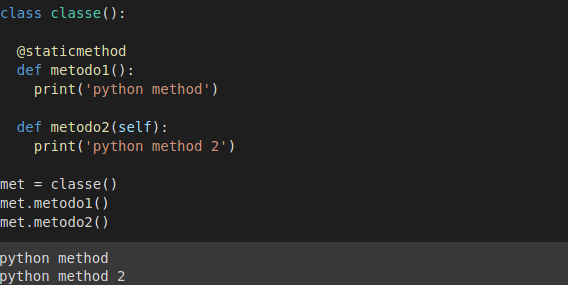 class classe():
@staticmethod
def metodo1():
print('python method')
def metodo2(self):
print('python method 2')
met = classe()
met.metodo1()
met.metodo2()
python method
python method 2